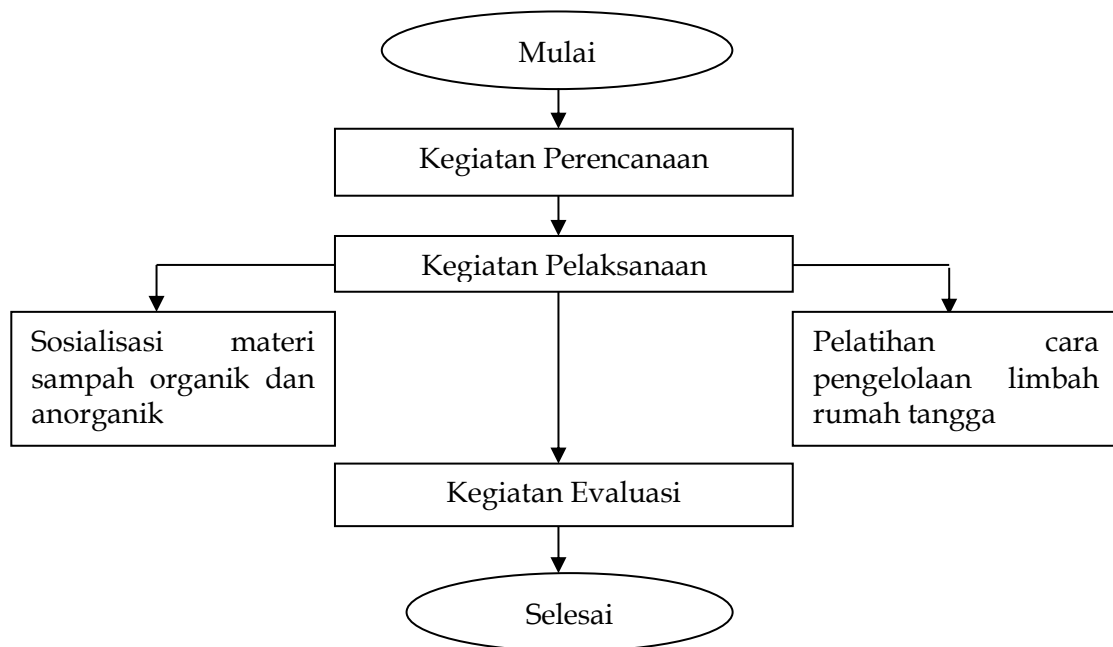 Mulai
Kegiatan Perencanaan
Kegiatan Pelaksanaan
Sosialisasi materi
sampah organik dan
anorganik
Pelatihan cara
pengelolaan limbah
rumah tangga
Kegiatan Evaluasi
Selesai